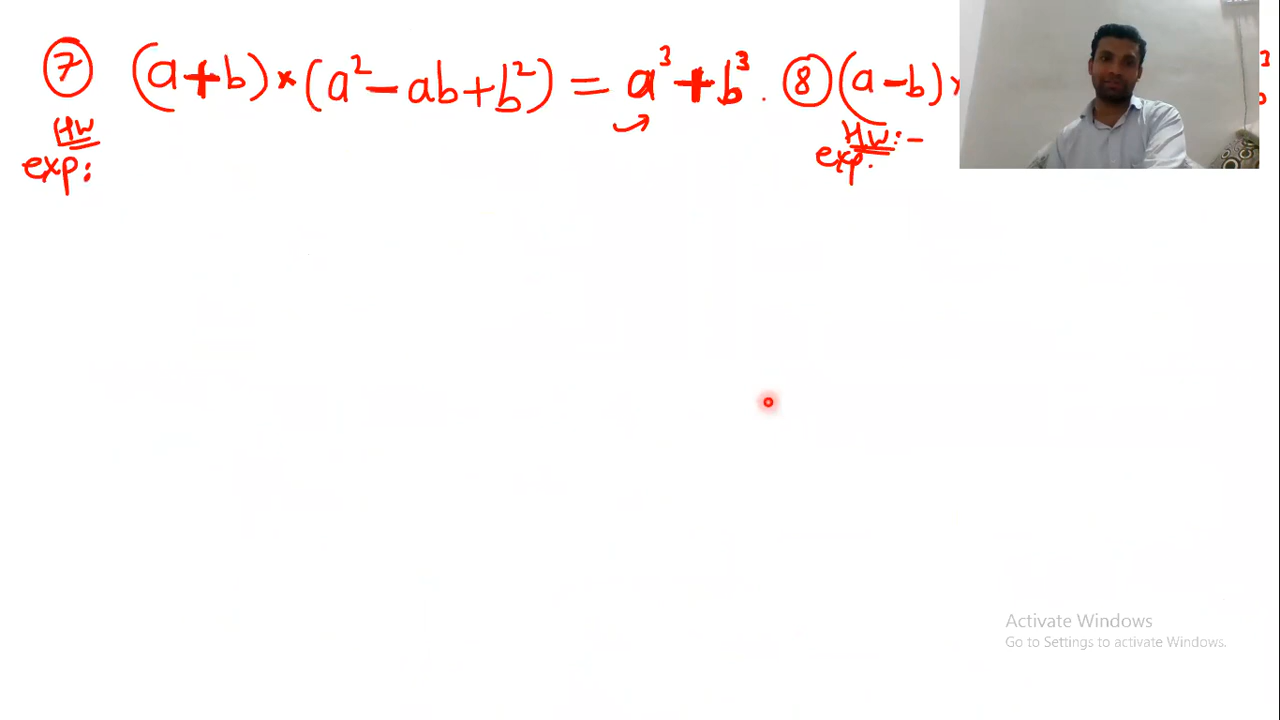 ⑦ (a+b)×(a²-ab+b²) = a³+b³. ⑧ (a-b)×
HW HW:-
exp: exp:
Activate Windows
Go to Settings to activate Windows.